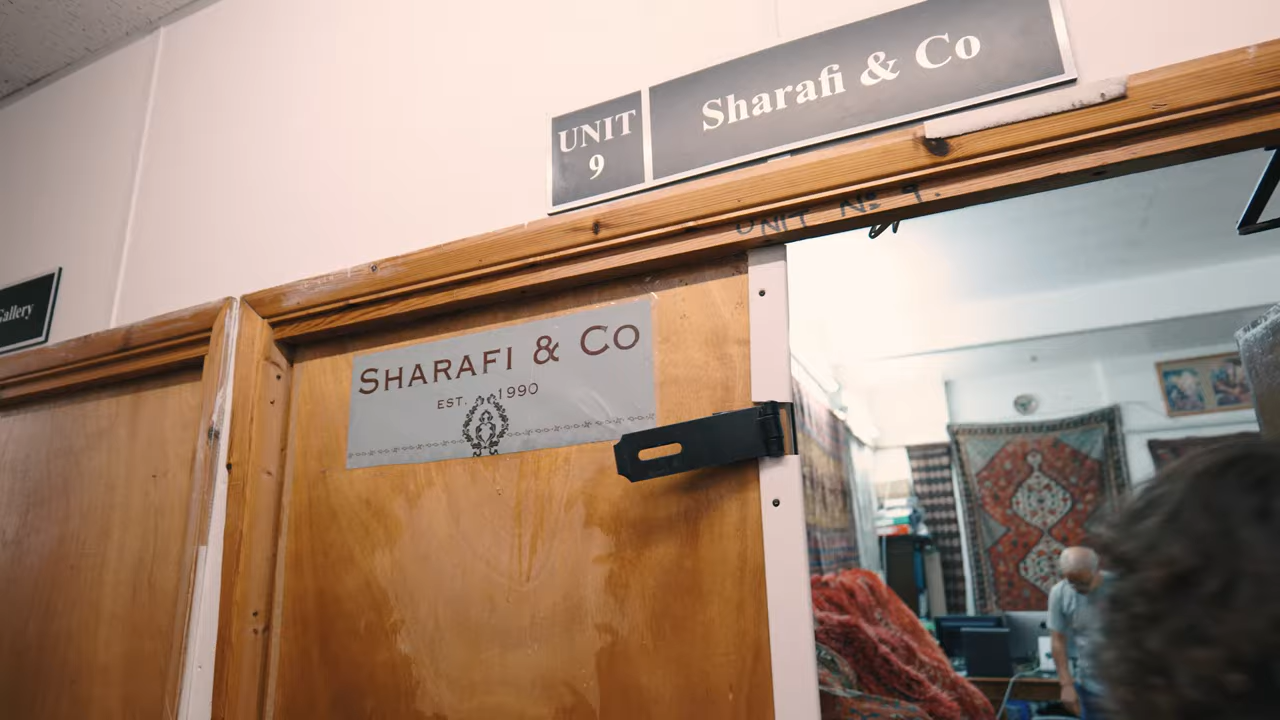 UNIT
9
Sharafi & Co
UNIT No 9.
SHARAFI & CO
EST. 1990
Gallery